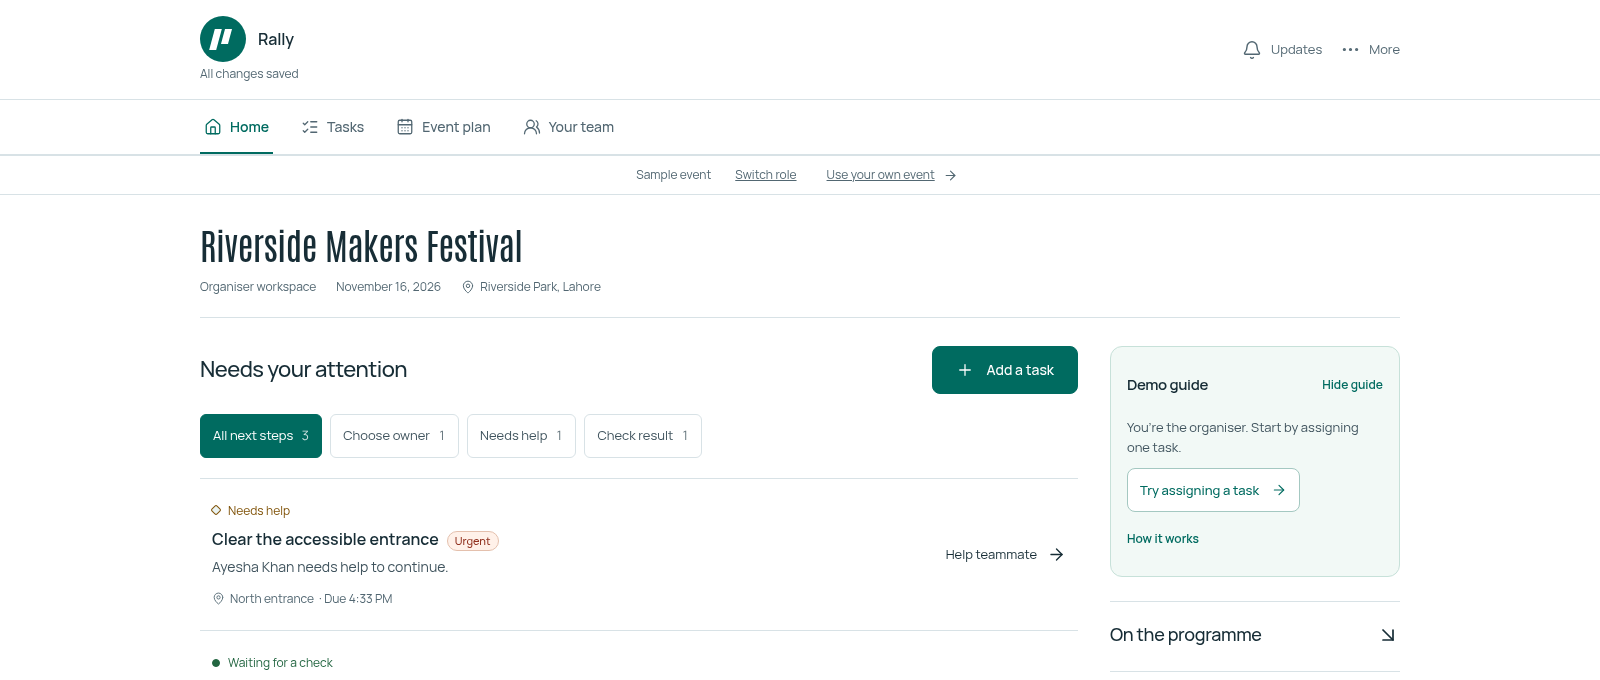 Rally
All changes saved
Updates
More
Home
Tasks
Event plan
Your team
Sample event
Switch role
Use your own event
Riverside Makers Festival
Organiser workspace
November 16, 2026
Riverside Park, Lahore
Needs your attention
Add a task
All next steps 3
Choose owner 1
Needs help 1
Check result 1
Needs help
Clear the accessible entrance Urgent
Ayesha Khan needs help to continue.
North entrance · Due 4:33 PM
Help teammate
Waiting for a check
Demo guide
Hide guide
You're the organiser. Start by assigning
one task.
Try assigning a task
How it works
On the programme